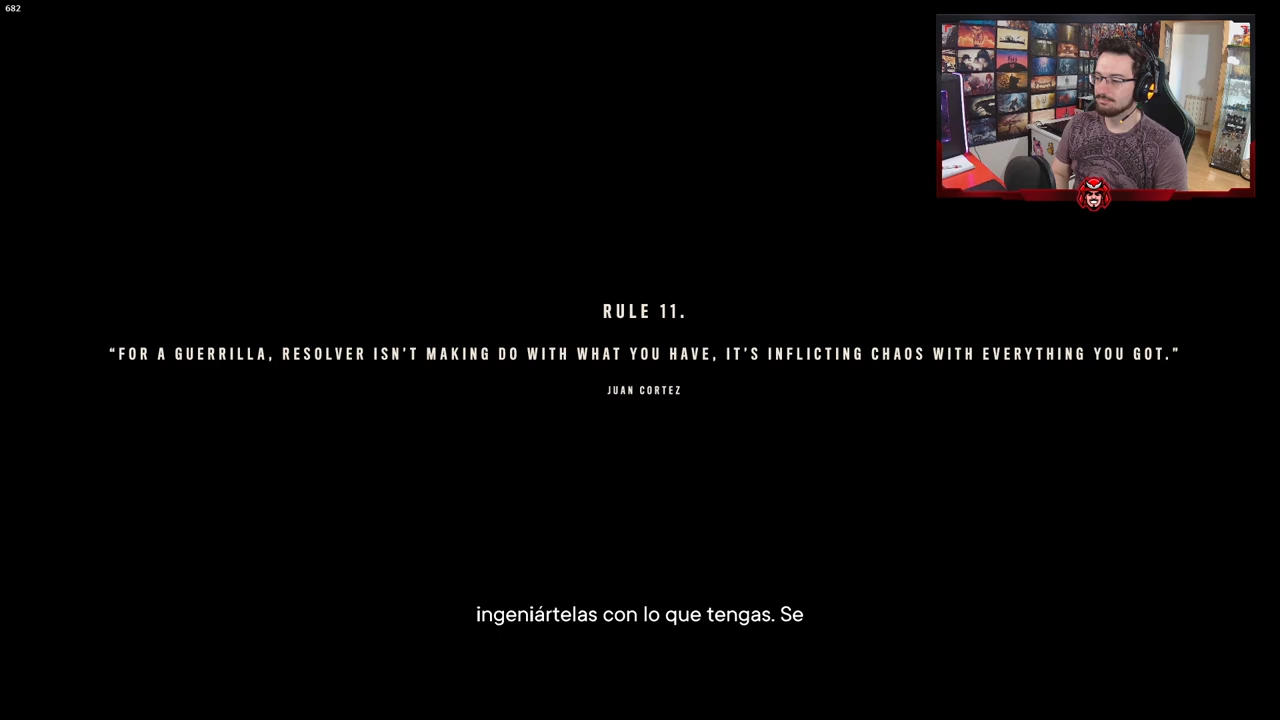 682
RULE 11.
“FOR A GUERRILLA, RESOLVER ISN’T MAKING DO WITH WHAT YOU HAVE, IT’S INFLICTING CHAOS WITH EVERYTHING YOU GOT.”
JUAN CORTEZ
ingeniártelas con lo que tengas. Se